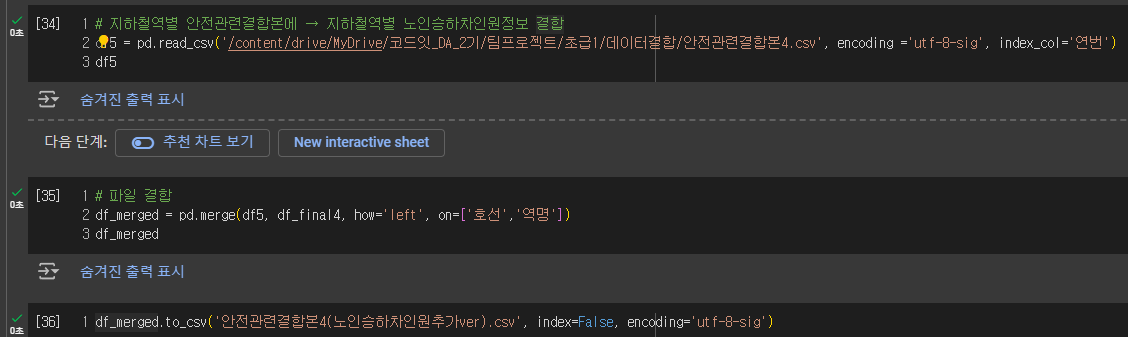 [34]
0초
1 # 지하철역별 안전관련결합본에 → 지하철역별 노인승하차인원정보 결합
2 df5 = pd.read_csv('/content/drive/MyDrive/코드잇_DA_2기/팀프로젝트/초급1/데이터결합/안전관련결합본4.csv', encoding ='utf-8-sig', index_col='연번')
3 df5
숨겨진 출력 표시
다음 단계: 추천 차트 보기 New interactive sheet
[35]
0초
1 # 파일 결합
2 df_merged = pd.merge(df5, df_final4, how='left', on=['호선','역명'])
3 df_merged
숨겨진 출력 표시
[36]
0초
1 df_merged.to_csv('안전관련결합본4(노인승하차인원추가ver).csv', index=False, encoding='utf-8-sig')